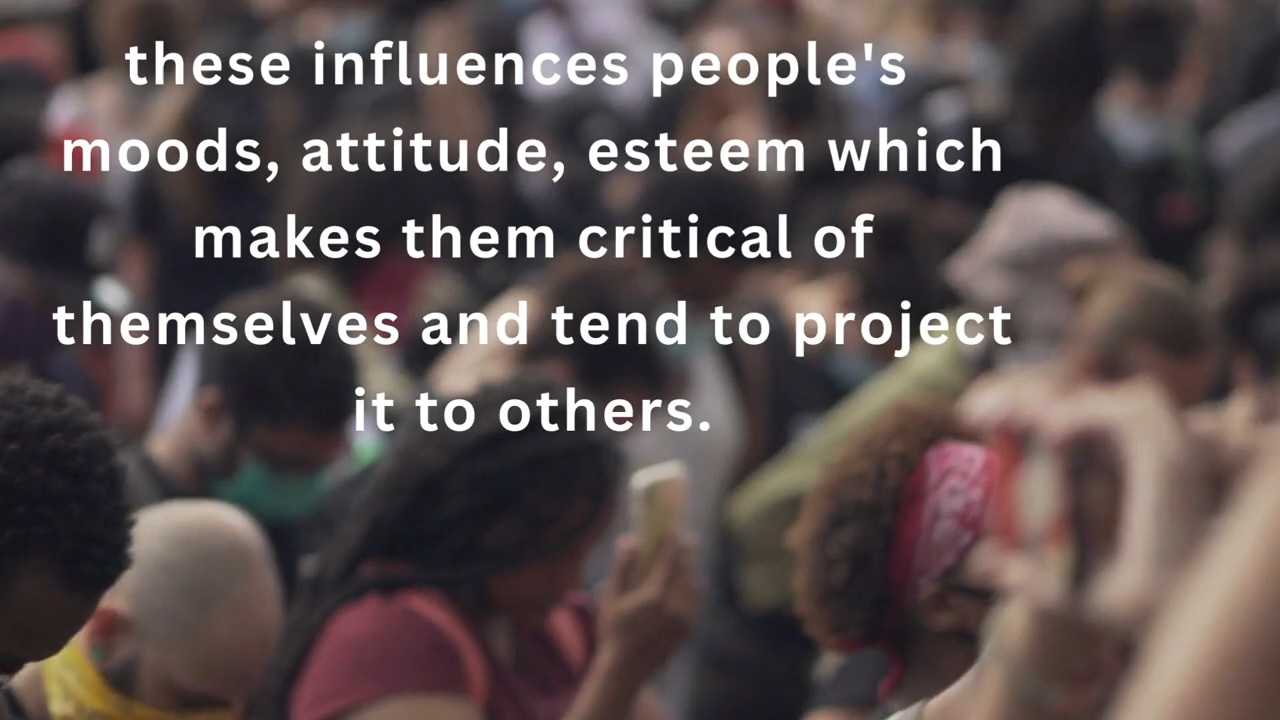 these influences people's
moods, attitude, esteem which
makes them critical of
themselves and tend to project
it to others.